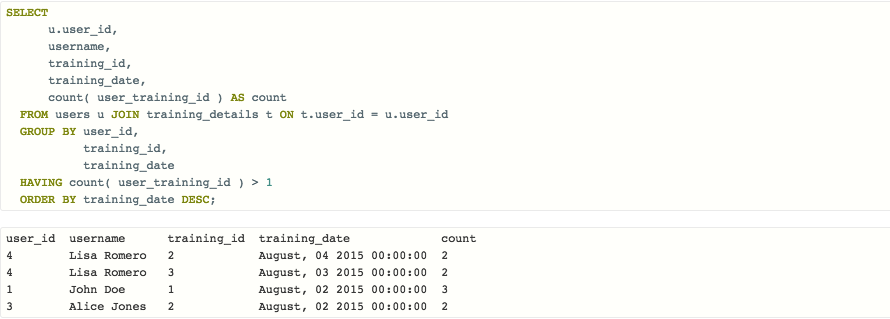 SELECT
u.user_id,
username,
training_id,
training_date,
count( user_training_id ) AS count
FROM users u JOIN training_details t ON t.user_id = u.user_id
GROUP BY user_id,
training_id,
training_date
HAVING count( user_training_id ) > 1
ORDER BY training_date DESC;
user_id username training_id training_date count
4 Lisa Romero 2 August, 04 2015 00:00:00 2
4 Lisa Romero 3 August, 03 2015 00:00:00 2
1 John Doe 1 August, 02 2015 00:00:00 3
3 Alice Jones 2 August, 02 2015 00:00:00 2